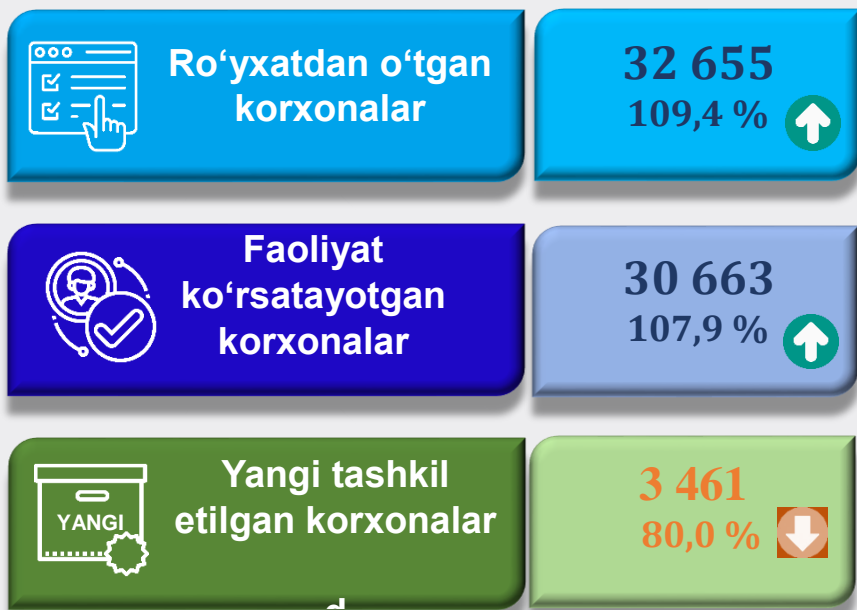 Ro‘yxatdan o‘tgan
korxonalar
32 655
109,4 %
Faoliyat
ko‘rsatayotgan
korxonalar
30 663
107,9 %
YANGI
Yangi tashkil
etilgan korxonalar
3 461
80,0 %